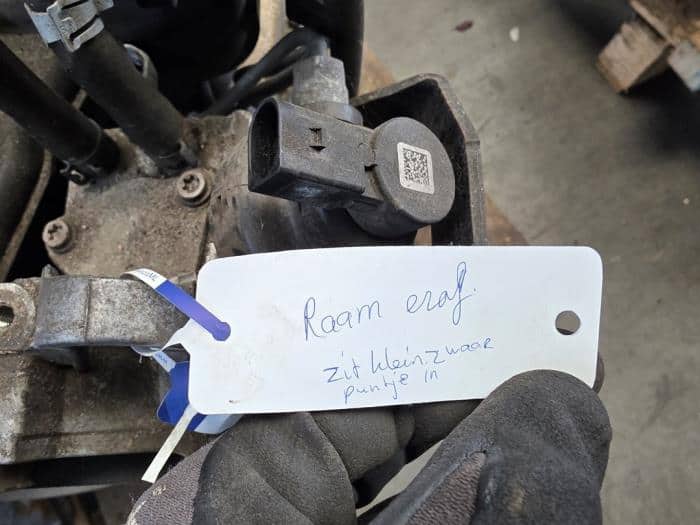 Raam eraf.
zit klein zwaar
puntje in